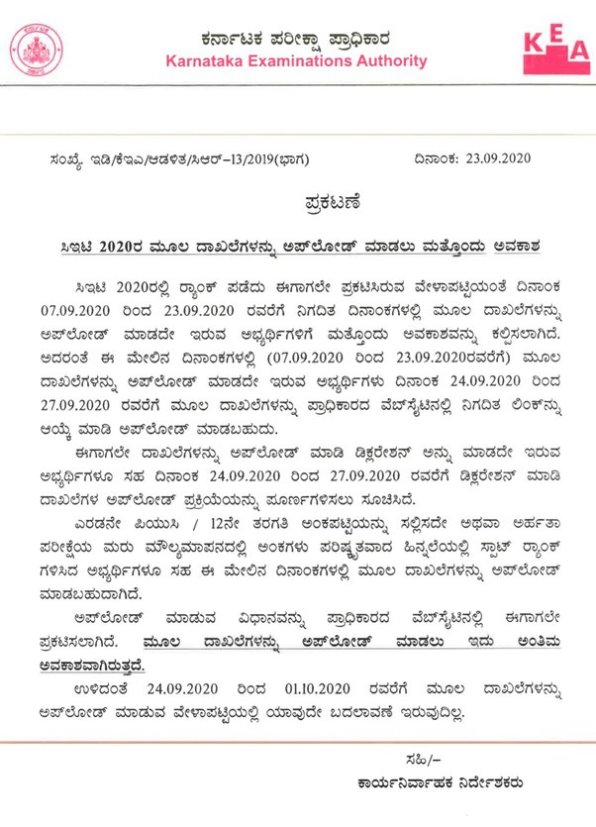 ಕರ್ನಾಟಕ ಪರೀಕ್ಷಾ ಪ್ರಾಧಿಕಾರ
Karnataka Examinations Authority
KEA
ಸಂಖ್ಯೆ ಇಡಿ/ಕೆಇಎ/ಆಡಳಿತ/ಸಿಆರ್-13/2019(ಭಾಗ) ದಿನಾಂಕ: 23.09.2020
ಪ್ರಕಟಣೆ
ಸಿಇಟಿ 2020ರ ಮೂಲ ದಾಖಲೆಗಳನ್ನು ಅಪ್‌ಲೋಡ್ ಮಾಡಲು ಮತ್ತೊಂದು ಅವಕಾಶ
ಸಿಇಟಿ 2020ರಲ್ಲಿ ರ‍್ಯಾಂಕ್ ಪಡೆದು ಈಗಾಗಲೇ ಪ್ರಕಟಿಸಿರುವ ವೇಳಾಪಟ್ಟಿಯಂತೆ ದಿನಾಂಕ
07.09.2020 ರಿಂದ 23.09.2020 ರವರೆಗೆ ನಿಗದಿತ ದಿನಾಂಕಗಳಲ್ಲಿ ಮೂಲ ದಾಖಲೆಗಳನ್ನು
ಅಪ್‌ಲೋಡ್ ಮಾಡದೇ ಇರುವ ಅಭ್ಯರ್ಥಿಗಳಿಗೆ ಮತ್ತೊಂದು ಅವಕಾಶವನ್ನು ಕಲ್ಪಿಸಲಾಗಿದೆ.
ಅದರಂತೆ ಈ ಮೇಲಿನ ದಿನಾಂಕಗಳಲ್ಲಿ (07.09.2020 ರಿಂದ 23.09.2020ರವರೆಗೆ) ಮೂಲ
ದಾಖಲೆಗಳನ್ನು ಅಪ್‌ಲೋಡ್ ಮಾಡದೇ ಇರುವ ಅಭ್ಯರ್ಥಿಗಳು ದಿನಾಂಕ 24.09.2020 ರಿಂದ
27.09.2020 ರವರೆಗೆ ಮೂಲ ದಾಖಲೆಗಳನ್ನು ಪ್ರಾಧಿಕಾರದ ವೆಬ್‌ಸೈಟಿನಲ್ಲಿ ನಿಗದಿತ ಲಿಂಕ್‌ನ್ನು
ಆಯ್ಕೆ ಮಾಡಿ ಅಪ್‌ಲೋಡ್ ಮಾಡಬಹುದು.
ಈಗಾಗಲೇ ದಾಖಲೆಗಳನ್ನು ಅಪ್‌ಲೋಡ್ ಮಾಡಿ ಡಿಕ್ಲರೇಶನ್ ಅನ್ನು ಮಾಡದೇ ಇರುವ
ಅಭ್ಯರ್ಥಿಗಳೂ ಸಹ ದಿನಾಂಕ 24.09.2020 ರಿಂದ 27.09.2020 ರವರೆಗೆ ಡಿಕ್ಲರೇಶನ್ ಮಾಡಿ
ದಾಖಲೆಗಳ ಅಪ್‌ಲೋಡ್ ಪ್ರಕ್ರಿಯೆಯನ್ನು ಪೂರ್ಣಗಳಿಸಲು ಸೂಚಿಸಿದೆ.
ಎರಡನೇ ಪಿಯುಸಿ / 12ನೇ ತರಗತಿ ಅಂಕಪಟ್ಟಿಯನ್ನು ಸಲ್ಲಿಸದೇ ಅಥವಾ ಅರ್ಹತಾ
ಪರೀಕ್ಷೆಯ ಮರು ಮೌಲ್ಯಮಾಪನದಲ್ಲಿ ಅಂಕಗಳು ಪರಿಷ್ಕೃತವಾದ ಹಿನ್ನಲೆಯಲ್ಲಿ ಸ್ಪಾಟ್ ರ‍್ಯಾಂಕ್
ಗಳಿಸಿದ ಅಭ್ಯರ್ಥಿಗಳೂ ಸಹ ಈ ಮೇಲಿನ ದಿನಾಂಕಗಳಲ್ಲಿ ಮೂಲ ದಾಖಲೆಗಳನ್ನು ಅಪ್‌ಲೋಡ್
ಮಾಡಬಹುದಾಗಿದೆ.
ಅಪ್‌ಲೋಡ್ ಮಾಡುವ ವಿಧಾನವನ್ನು ಪ್ರಾಧಿಕಾರದ ವೆಬ್‌ಸೈಟಿನಲ್ಲಿ ಈಗಾಗಲೇ
ಪ್ರಕಟಿಸಲಾಗಿದೆ. ಮೂಲ ದಾಖಲೆಗಳನ್ನು ಅಪ್‌ಲೋಡ್ ಮಾಡಲು ಇದು ಅಂತಿಮ
ಅವಕಾಶವಾಗಿರುತ್ತದೆ.
ಉಳಿದಂತೆ 24.09.2020 ರಿಂದ 01.10.2020 ರವರೆಗೆ ಮೂಲ ದಾಖಲೆಗಳನ್ನು
ಅಪ್‌ಲೋಡ್ ಮಾಡುವ ವೇಳಾಪಟ್ಟಿಯಲ್ಲಿ ಯಾವುದೇ ಬದಲಾವಣೆ ಇರುವುದಿಲ್ಲ.
ಸಹಿ/-
ಕಾರ್ಯನಿರ್ವಾಹಕ ನಿರ್ದೇಶಕರು